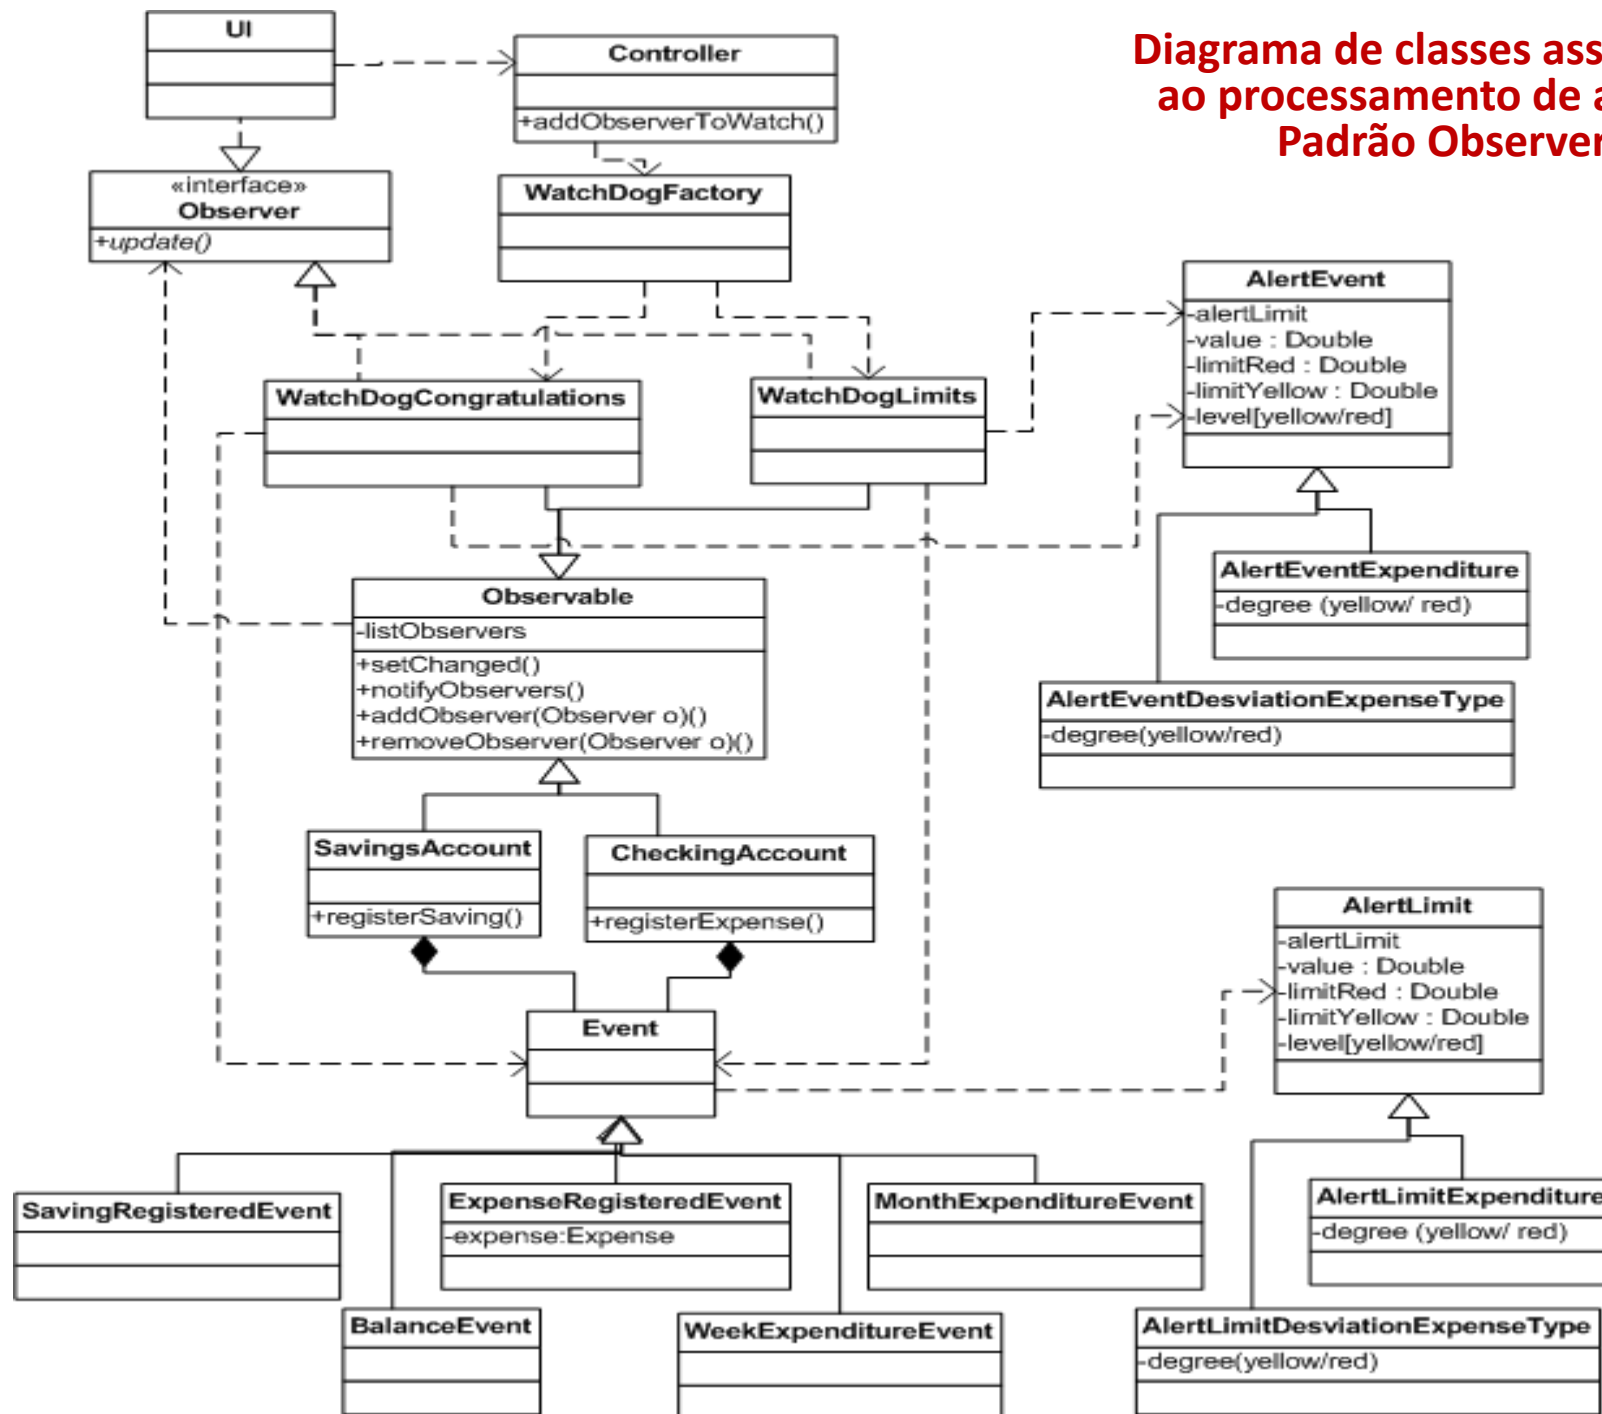 Diagrama de classes
ao processamento de
Padrão Observer
UI
Controller
+addObserverToWatch()
«interface»
Observer
+update()
WatchDogFactory
AlertEvent
-alertLimit
-value : Double
-limitRed : Double
-limitYellow : Double
-level[yellow/red]
WatchDogCongratulations
WatchDogLimits
AlertEventExpenditure
-degree (yellow/ red)
Observable
-listObservers
+setChanged()
+notifyObservers()
+addObserver(Observer o)()
+removeObserver(Observer o)()
AlertEventDesviationExpenseType
-degree(yellow/red)
SavingsAccount
+registerSaving()
CheckingAccount
+registerExpense()
AlertLimit
-alertLimit
-value : Double
-limitRed : Double
-limitYellow : Double
-level[yellow/red]
Event
SavingRegisteredEvent
ExpenseRegisteredEvent
-expense:Expense
MonthExpenditureEvent
AlertLimitExpenditure
-degree (yellow/ red)
BalanceEvent
WeekExpenditureEvent
AlertLimitDesviationExpenseType
-degree(yellow/red)